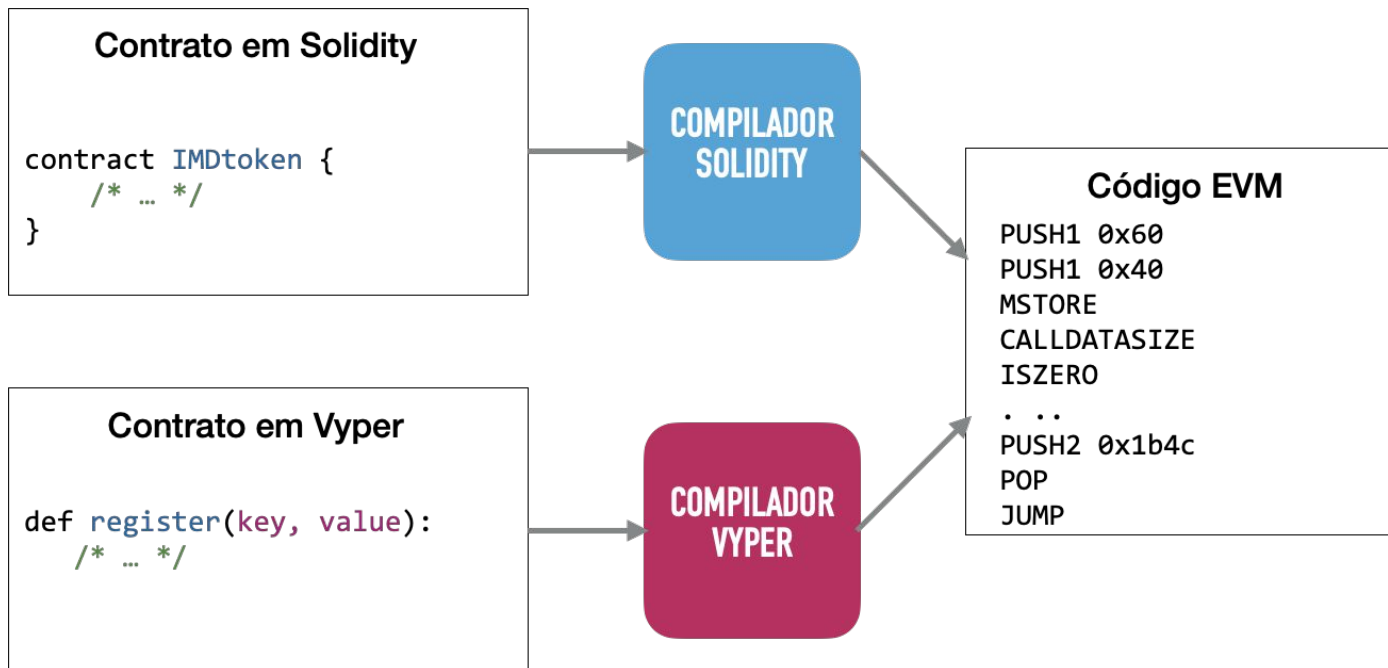 Contrato em Solidity
contract IMDtoken {
/* … */
}
COMPILADOR
SOLIDITY
Contrato em Vyper
def register(key, value):
/* … */
COMPILADOR
VYPER
Código EVM
PUSH1 0x60
PUSH1 0x40
MSTORE
CALLDATASIZE
ISZERO
. ..
PUSH2 0x1b4c
POP
JUMP